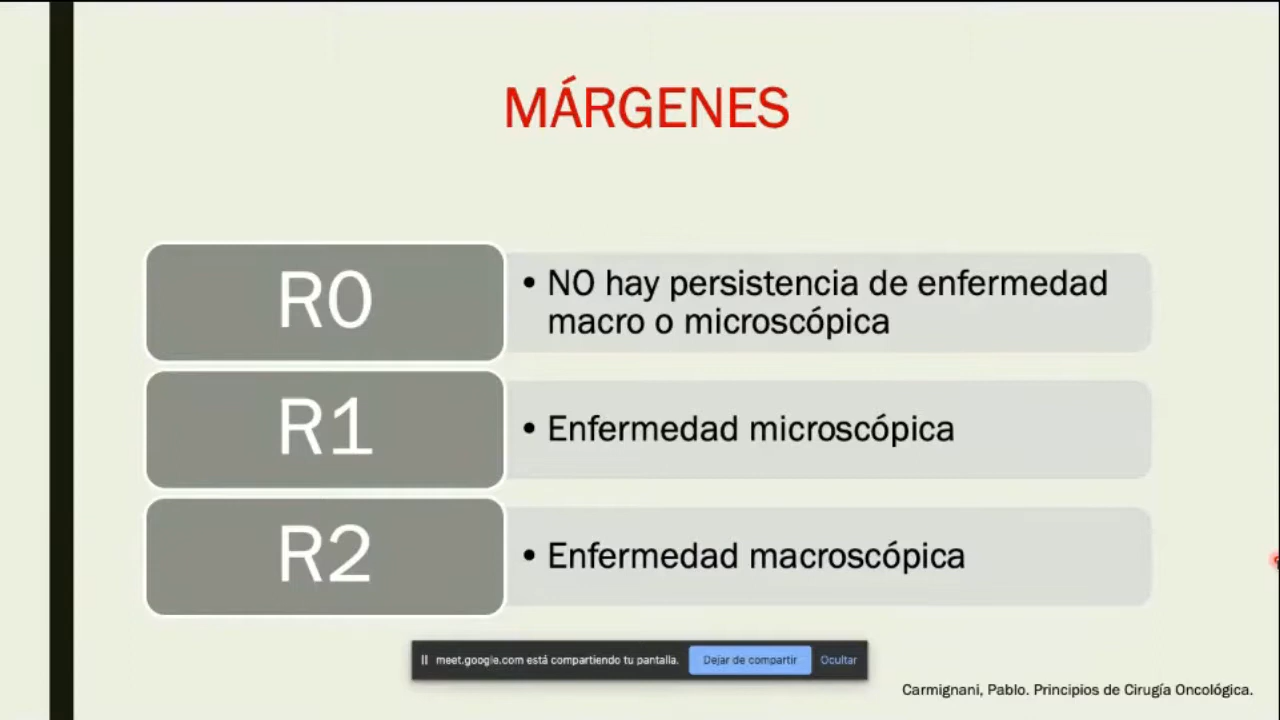 MÁRGENES
R0
• NO hay persistencia de enfermedad
macro o microscópica
R1
• Enfermedad microscópica
R2
• Enfermedad macroscópica
meet.google.com está compartiendo tu pantalla. Dejar de compartir Ocultar
Carmignani, Pablo. Principios de Cirugía Oncológica.